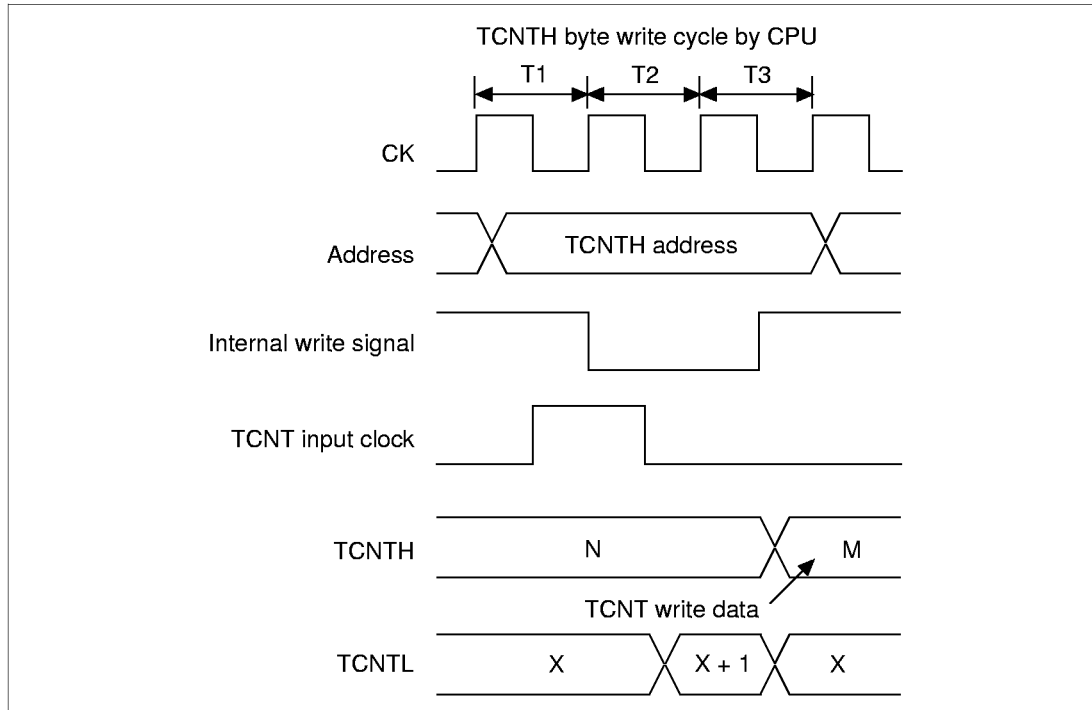 TCNTH byte write cycle by CPU
T1 T2 T3
CK
Address
TCNTH address
Internal write signal
TCNT input clock
TCNTH
N
M
TCNT write data
TCNTL
X
X + 1
X